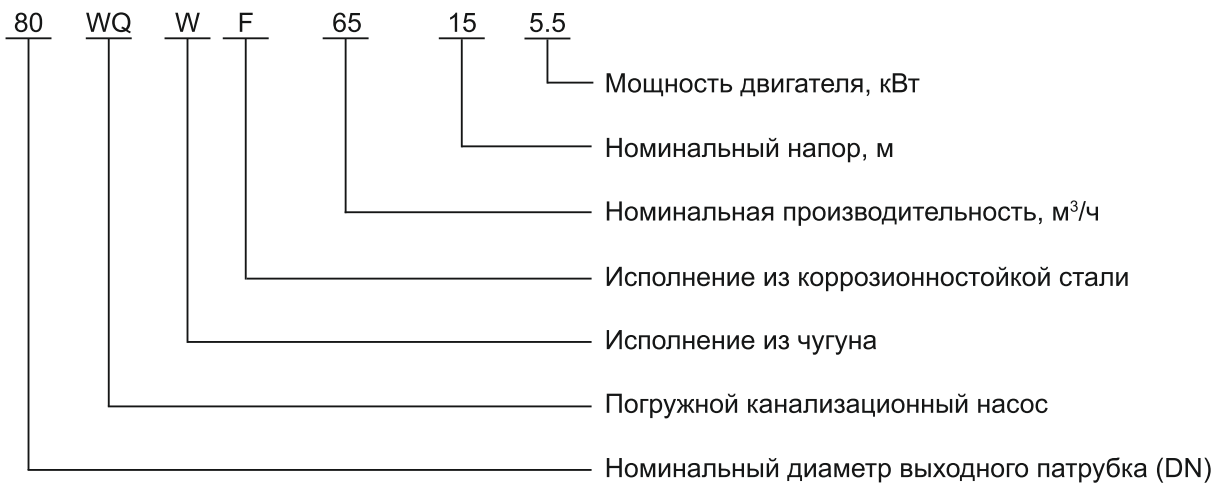 80 WQ W F 65 15 5.5
Мощность двигателя, кВт
Номинальный напор, м
Номинальная производительность, м³/ч
Исполнение из коррозионностойкой стали
Исполнение из чугуна
Погружной канализационный насос
Номинальный диаметр выходного патрубка (DN)